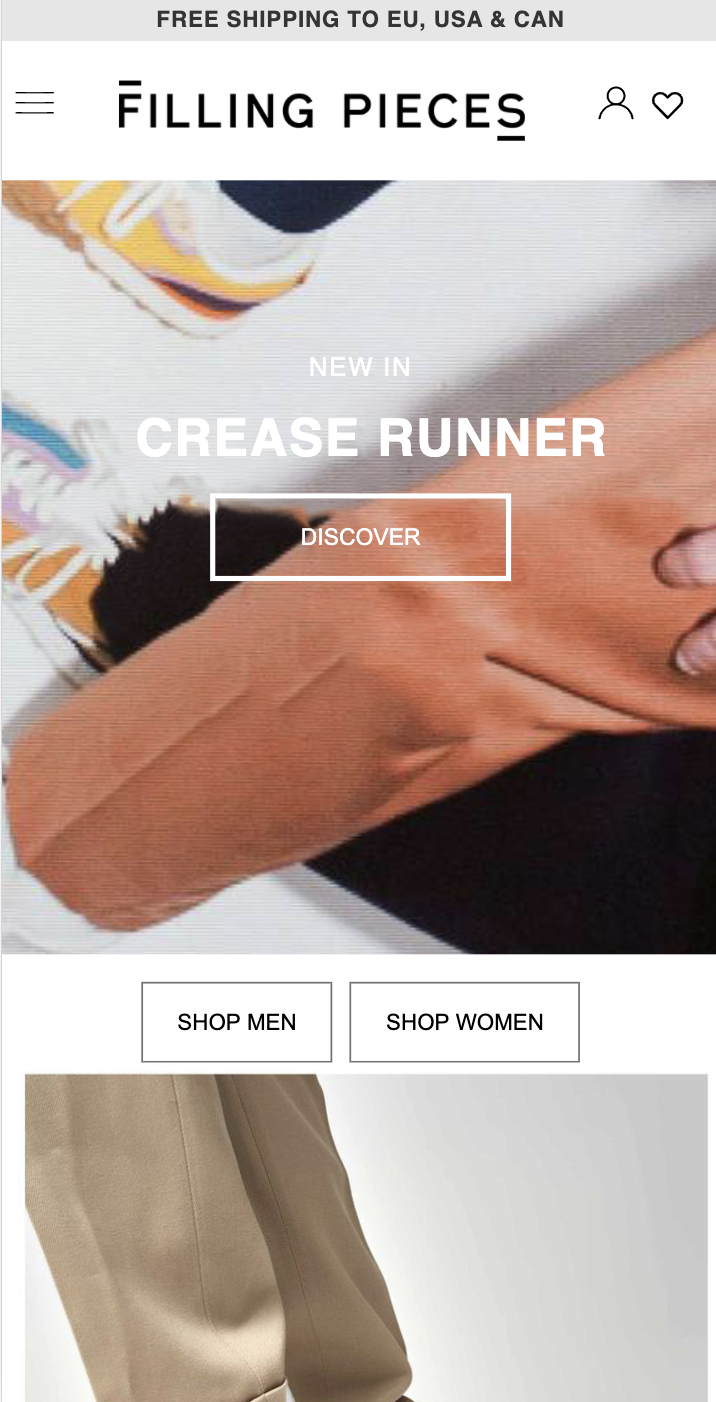 FREE SHIPPING TO EU, USA & CAN
FILLING PIECES
NEW IN
CREASE RUNNER
DISCOVER
SHOP MEN
SHOP WOMEN